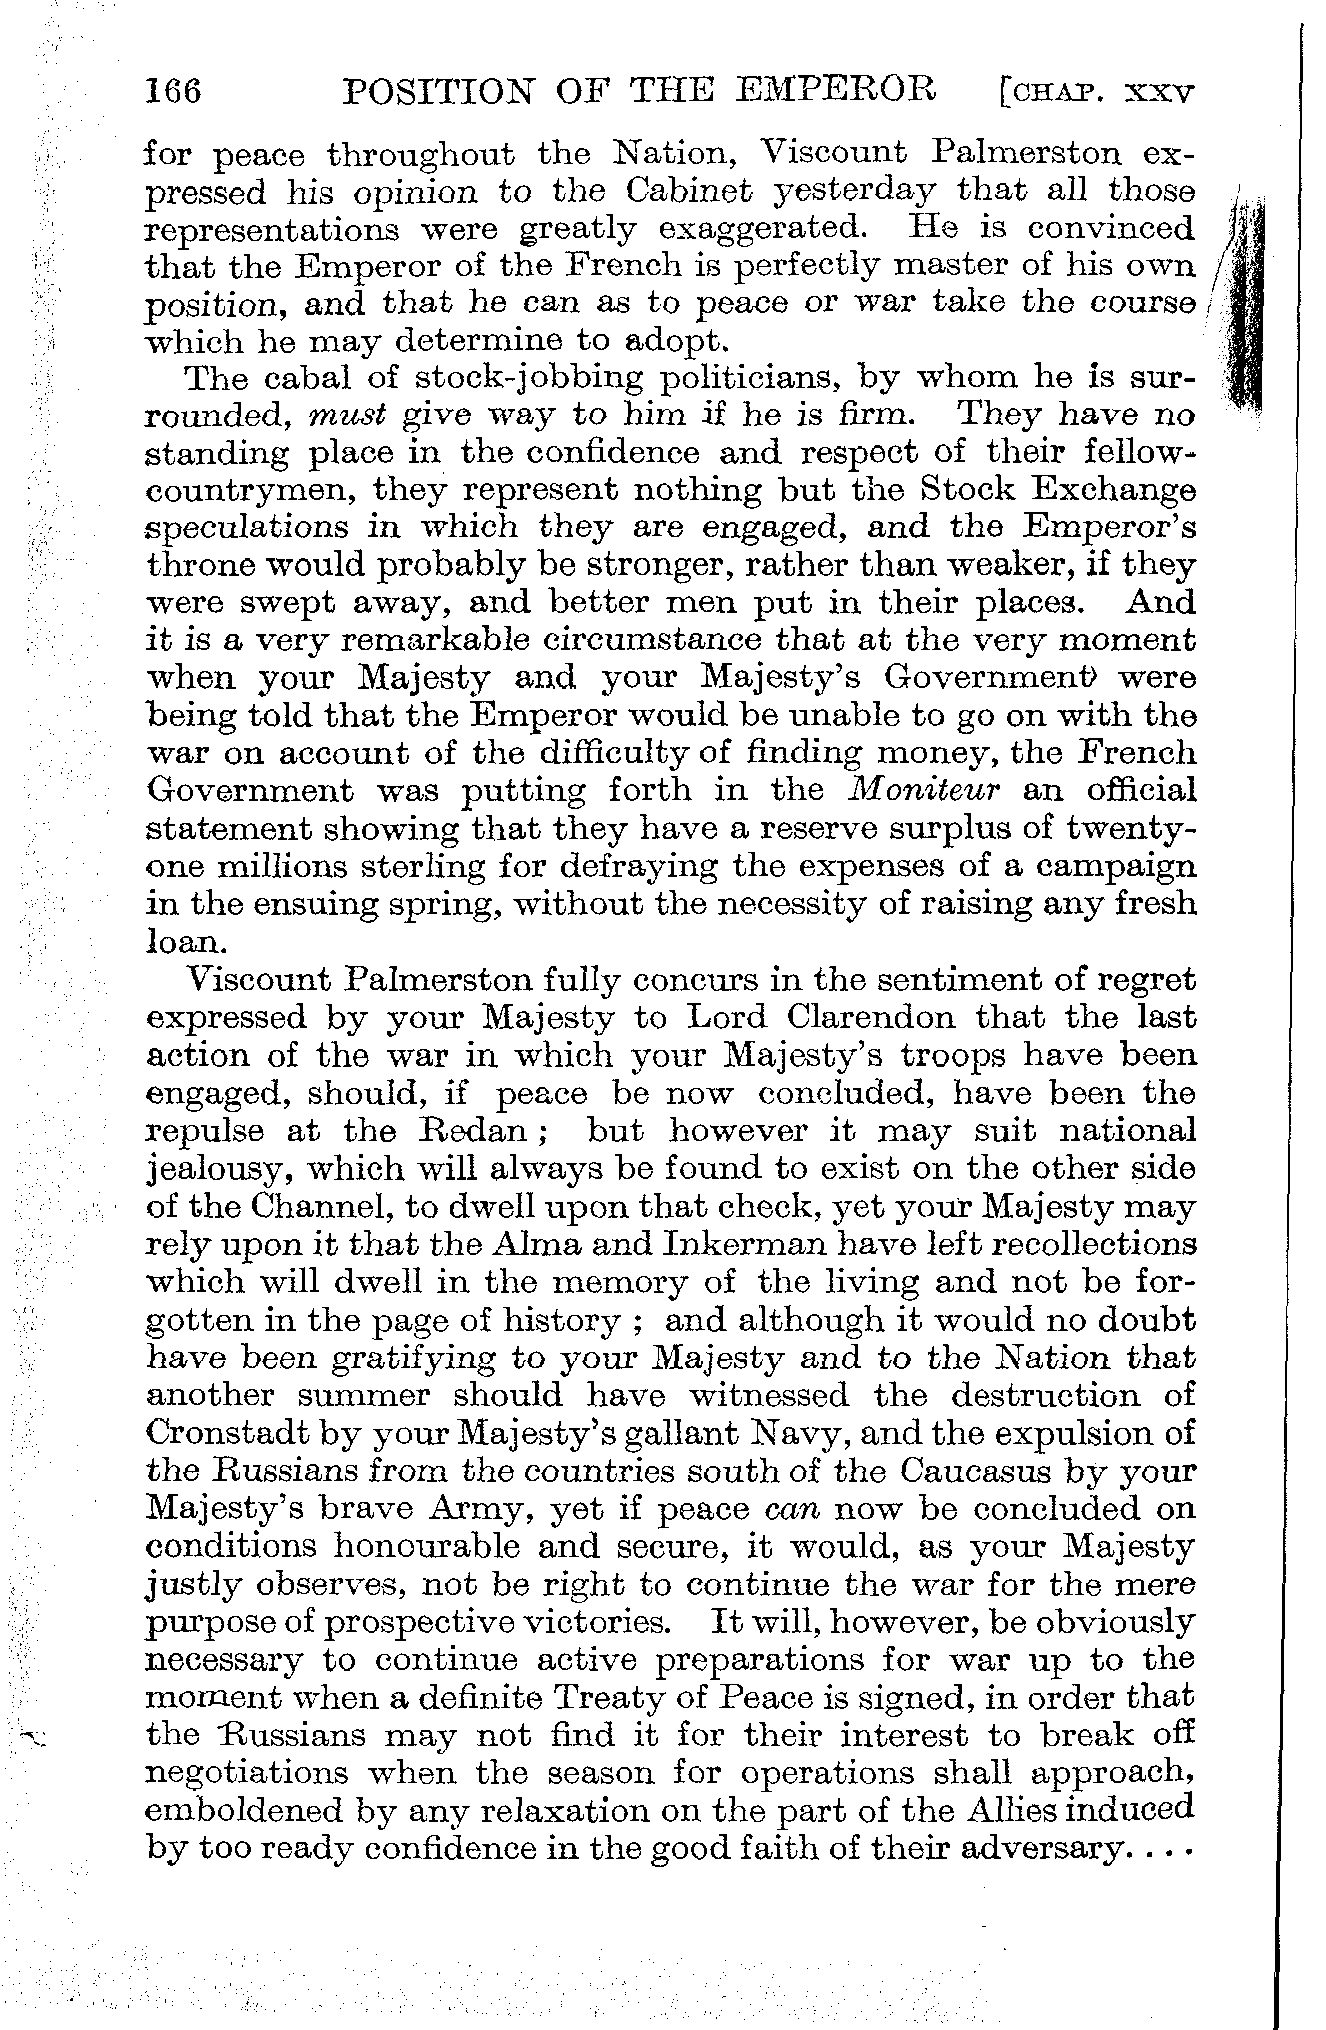 166 POSITION OF THE EMPEROR [CHAP. XXV
for peace throughout the Nation, Viscount Palmerston ex-
pressed his opinion to the Cabinet yesterday that all those
representations were greatly exaggerated. He is convinced
that the Emperor of the French is perfectly master of his own
position, and that he can as to peace or war take the course
which he may determine to adopt.
The cabal of stock-jobbing politicians, by whom he is sur-
rounded, must give way to him if he is firm. They have no
standing place in the confidence and respect of their fellow-
countrymen, they represent nothing but the Stock Exchange
speculations in which they are engaged, and the Emperor's
throne would probably be stronger, rather than weaker, if they
were swept away, and better men put in their places. And
it is a very remarkable circumstance that at the very moment
when your Majesty and your Majesty's Government were
being told that the Emperor would be unable to go on with the
war on account of the difficulty of finding money, the French
Government was putting forth in the Moniteur an official
statement showing that they have a reserve surplus of twenty-
one millions sterling for defraying the expenses of a campaign
in the ensuing spring, without the necessity of raising any fresh
loan.
Viscount Palmerston fully concurs in the sentiment of regret
expressed by your Majesty to Lord Clarendon that the last
action of the war in which your Majesty's troops have been
engaged, should, if peace be now concluded, have been the
repulse at the Redan ; but however it may suit national
jealousy, which will always be found to exist on the other side
of the Channel, to dwell upon that check, yet your Majesty may
rely upon it that the Alma and Inkerman have left recollections
which will dwell in the memory of the living and not be for-
gotten in the page of history ; and although it would no doubt
have been gratifying to your Majesty and to the Nation that
another summer should have witnessed the destruction of
Cronstadt by your Majesty's gallant Navy, and the expulsion of
the Russians from the countries south of the Caucasus by your
Majesty's brave Army, yet if peace can now be concluded on
conditions honourable and secure, it would, as your Majesty
justly observes, not be right to continue the war for the mere
purpose of prospective victories. It will, however, be obviously
necessary to continue active preparations for war up to the
moment when a definite Treaty of Peace is signed, in order that
the Russians may not find it for their interest to break off
negotiations when the season for operations shall approach,
emboldened by any relaxation on the part of the Allies induced
by too ready confidence in the good faith of their adversary. . . .